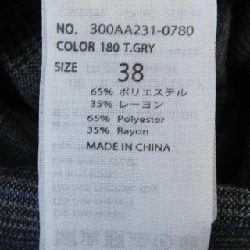 NO. 300AA231-0780
COLOR 180 T.GRY
SIZE 38
65% ポリエステル
35% レーヨン
65% Polyester
35% Rayon
MADE IN CHINA